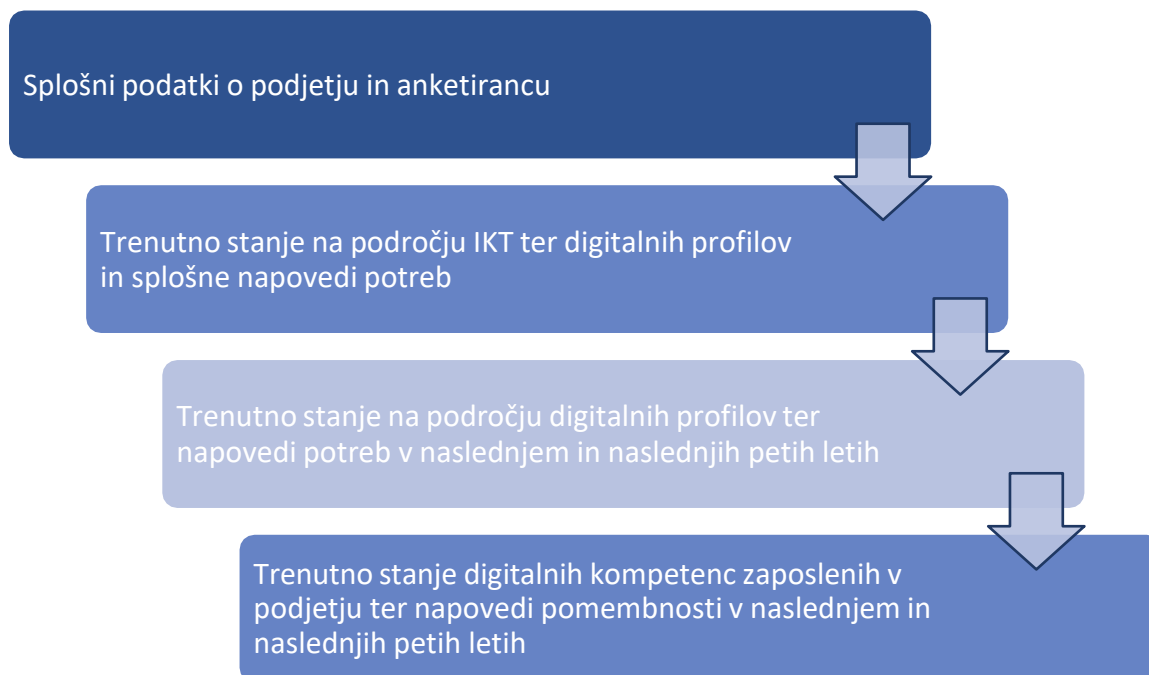 Splošni podatki o podjetju in anketirancu
Trenutno stanje na področju IKT ter digitalnih profilov
in splošne napovedi potreb
Trenutno stanje na področju digitalnih profilov ter
napovedi potreb v naslednjem in naslednjih petih letih
Trenutno stanje digitalnih kompetenc zaposlenih v
podjetju ter napovedi pomembnosti v naslednjem in
naslednjih petih letih